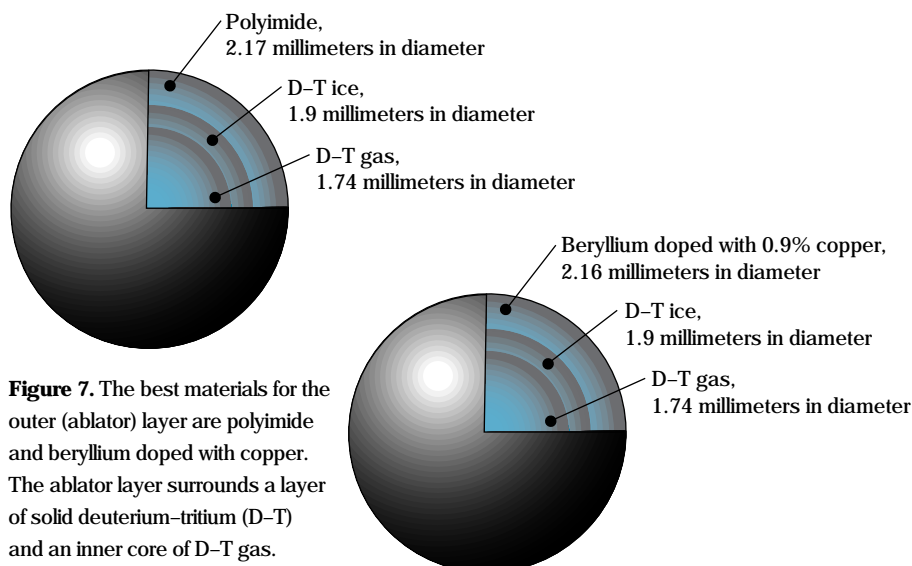 Polyimide,
2.17 millimeters in diameter
D–T ice,
1.9 millimeters in diameter
D–T gas,
1.74 millimeters in diameter
Beryllium doped with 0.9% copper,
2.16 millimeters in diameter
D–T ice,
1.9 millimeters in diameter
D–T gas,
1.74 millimeters in diameter
Figure 7. The best materials for the
outer (ablator) layer are polyimide
and beryllium doped with copper.
The ablator layer surrounds a layer
of solid deuterium–tritium (D–T)
and an inner core of D–T gas.